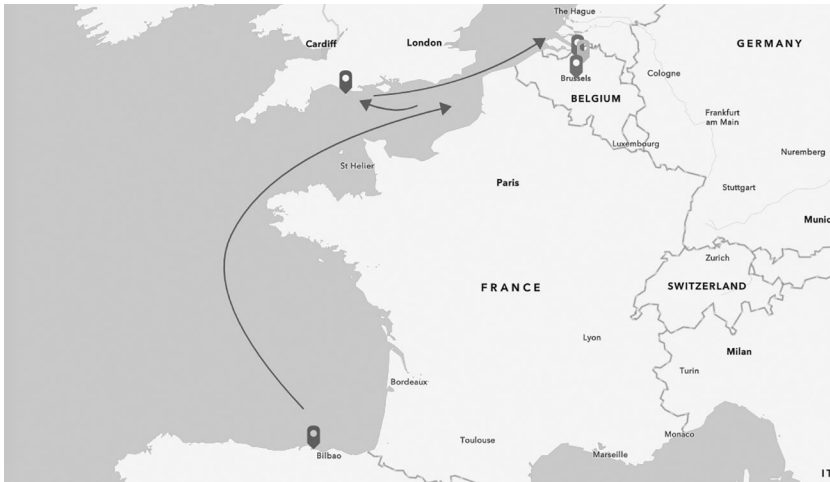 The Hague
Cardiff
London
GERMANY
Cologne
Brussels
BELGIUM
Frankfurt
am Main
Luxembourg
Nuremberg
St Helier
Paris
Stuttgart
Munic
Zurich
FRANCE
SWITZERLAND
Lyon
Milan
Turin
Bordeaux
Monaco
Toulouse
Marseille
Bilbao
IT